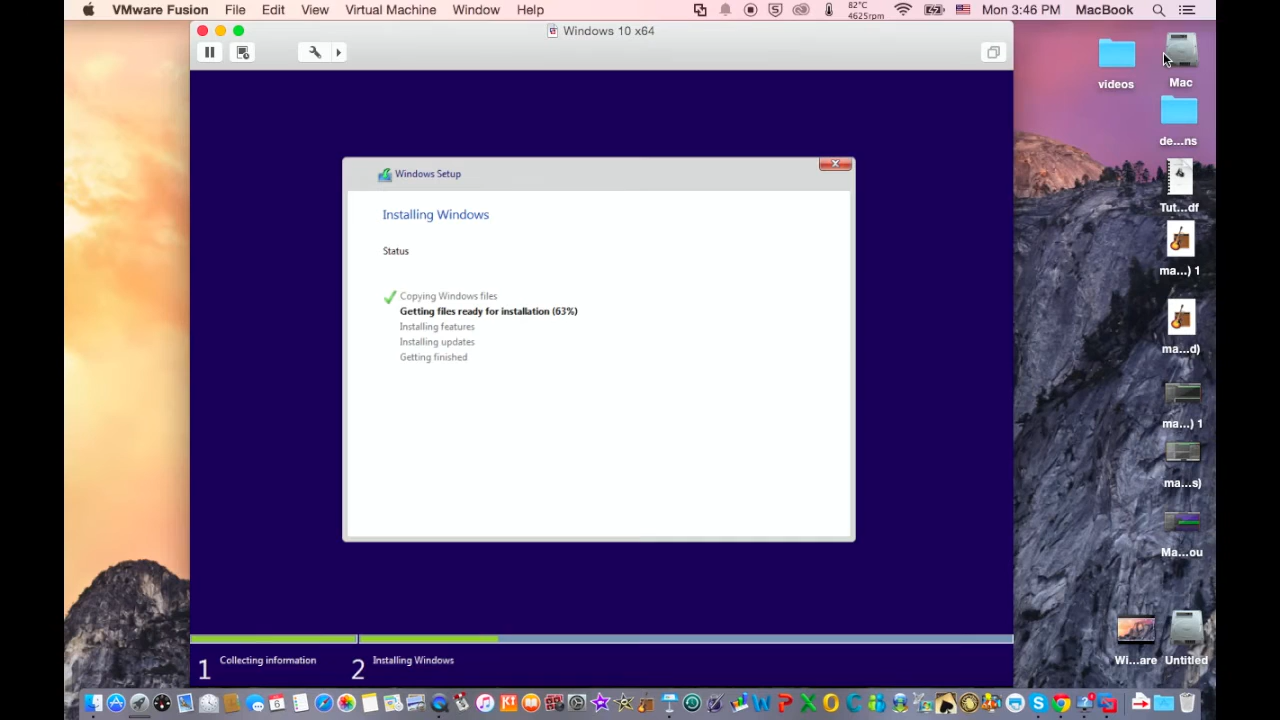 VMware Fusion File Edit View Virtual Machine Window Help 82°C 4625rpm Mon 3:46 PM MacBook
Windows 10 x64
videos
Mac
de...ns
Tut...df
ma...) 1
ma...d)
ma...) 1
ma...s)
Ma...ou
Wi...are
Untitled
Windows Setup
Installing Windows
Status
Copying Windows files
Getting files ready for installation (63%)
Installing features
Installing updates
Getting finished
1 Collecting information
2 Installing Windows